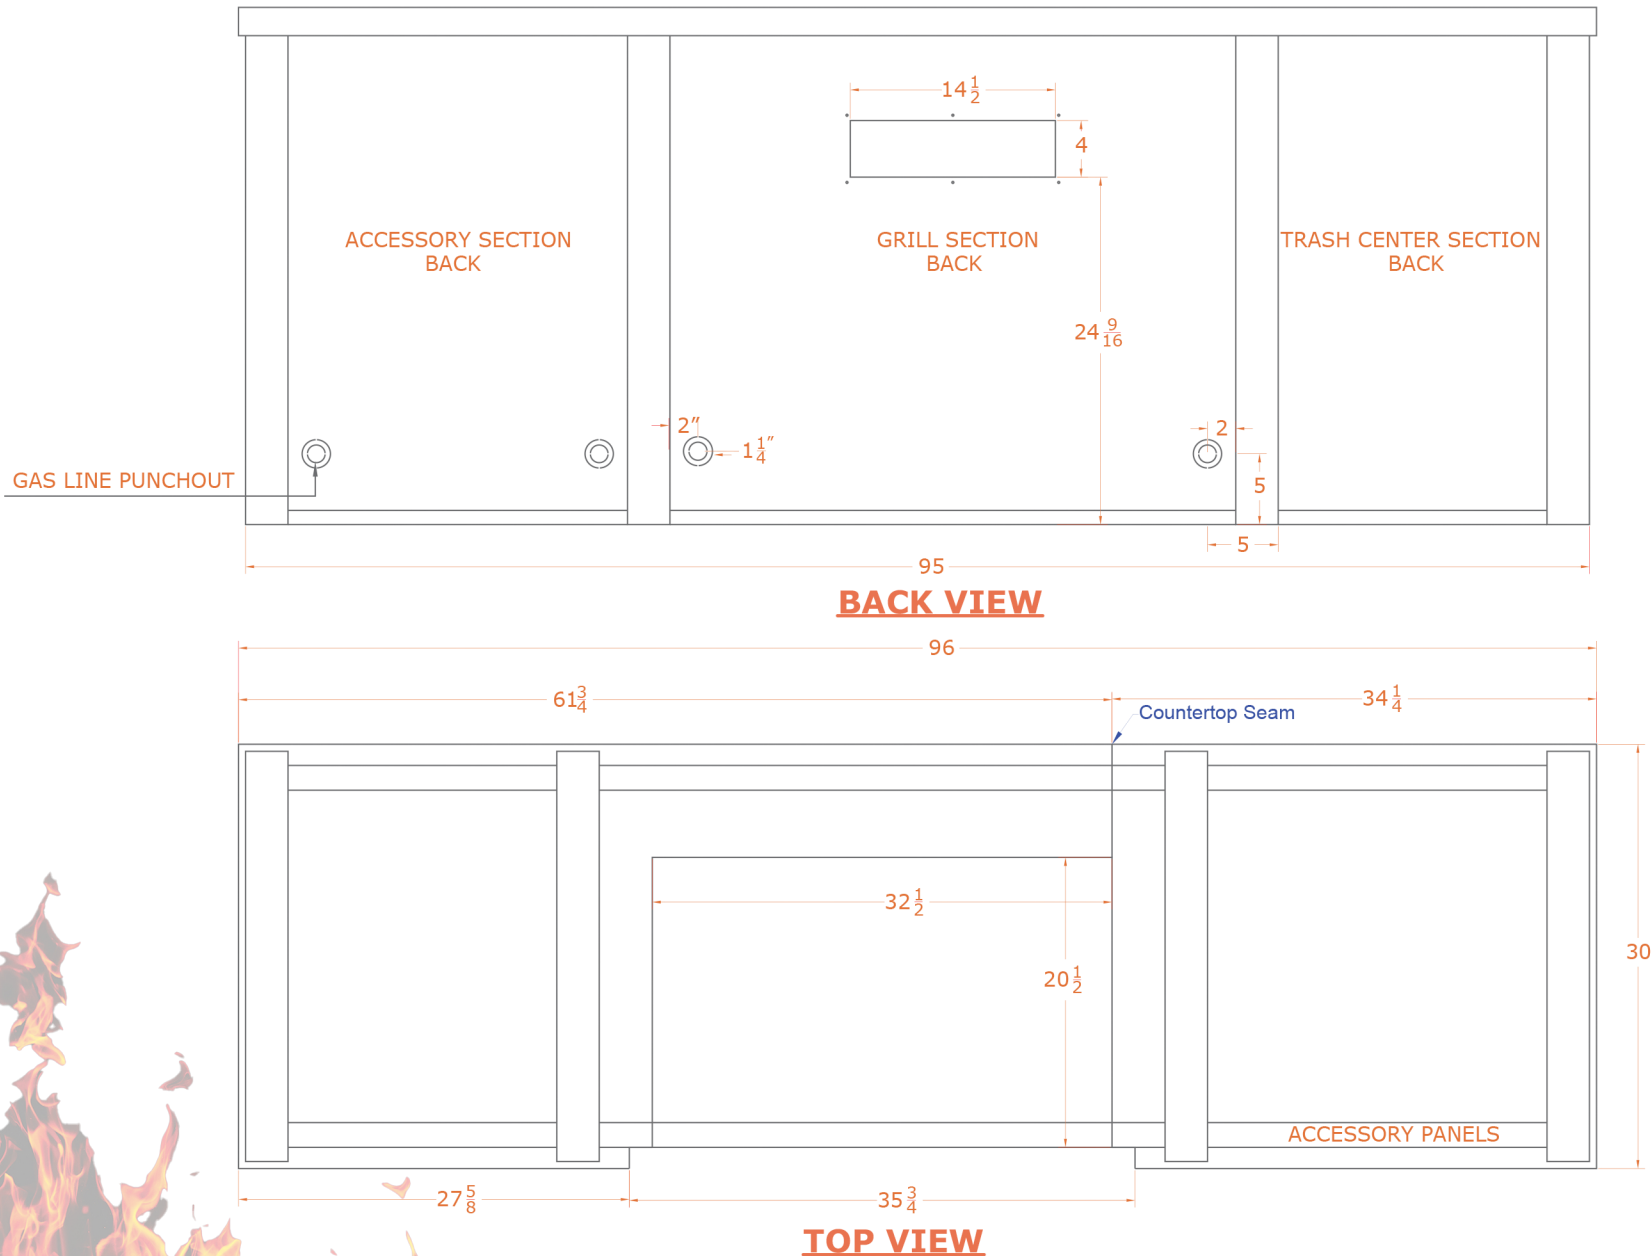 14 1/2
4
ACCESSORY SECTION
BACK
GRILL SECTION
BACK
TRASH CENTER SECTION
BACK
24 9/16
2”
1 1/4”
2
5
GAS LINE PUNCHOUT
5
95
BACK VIEW
96
61 3/4
34 1/4
Countertop Seam
32 1/2
20 1/2
30
ACCESSORY PANELS
27 5/8
35 3/4
TOP VIEW